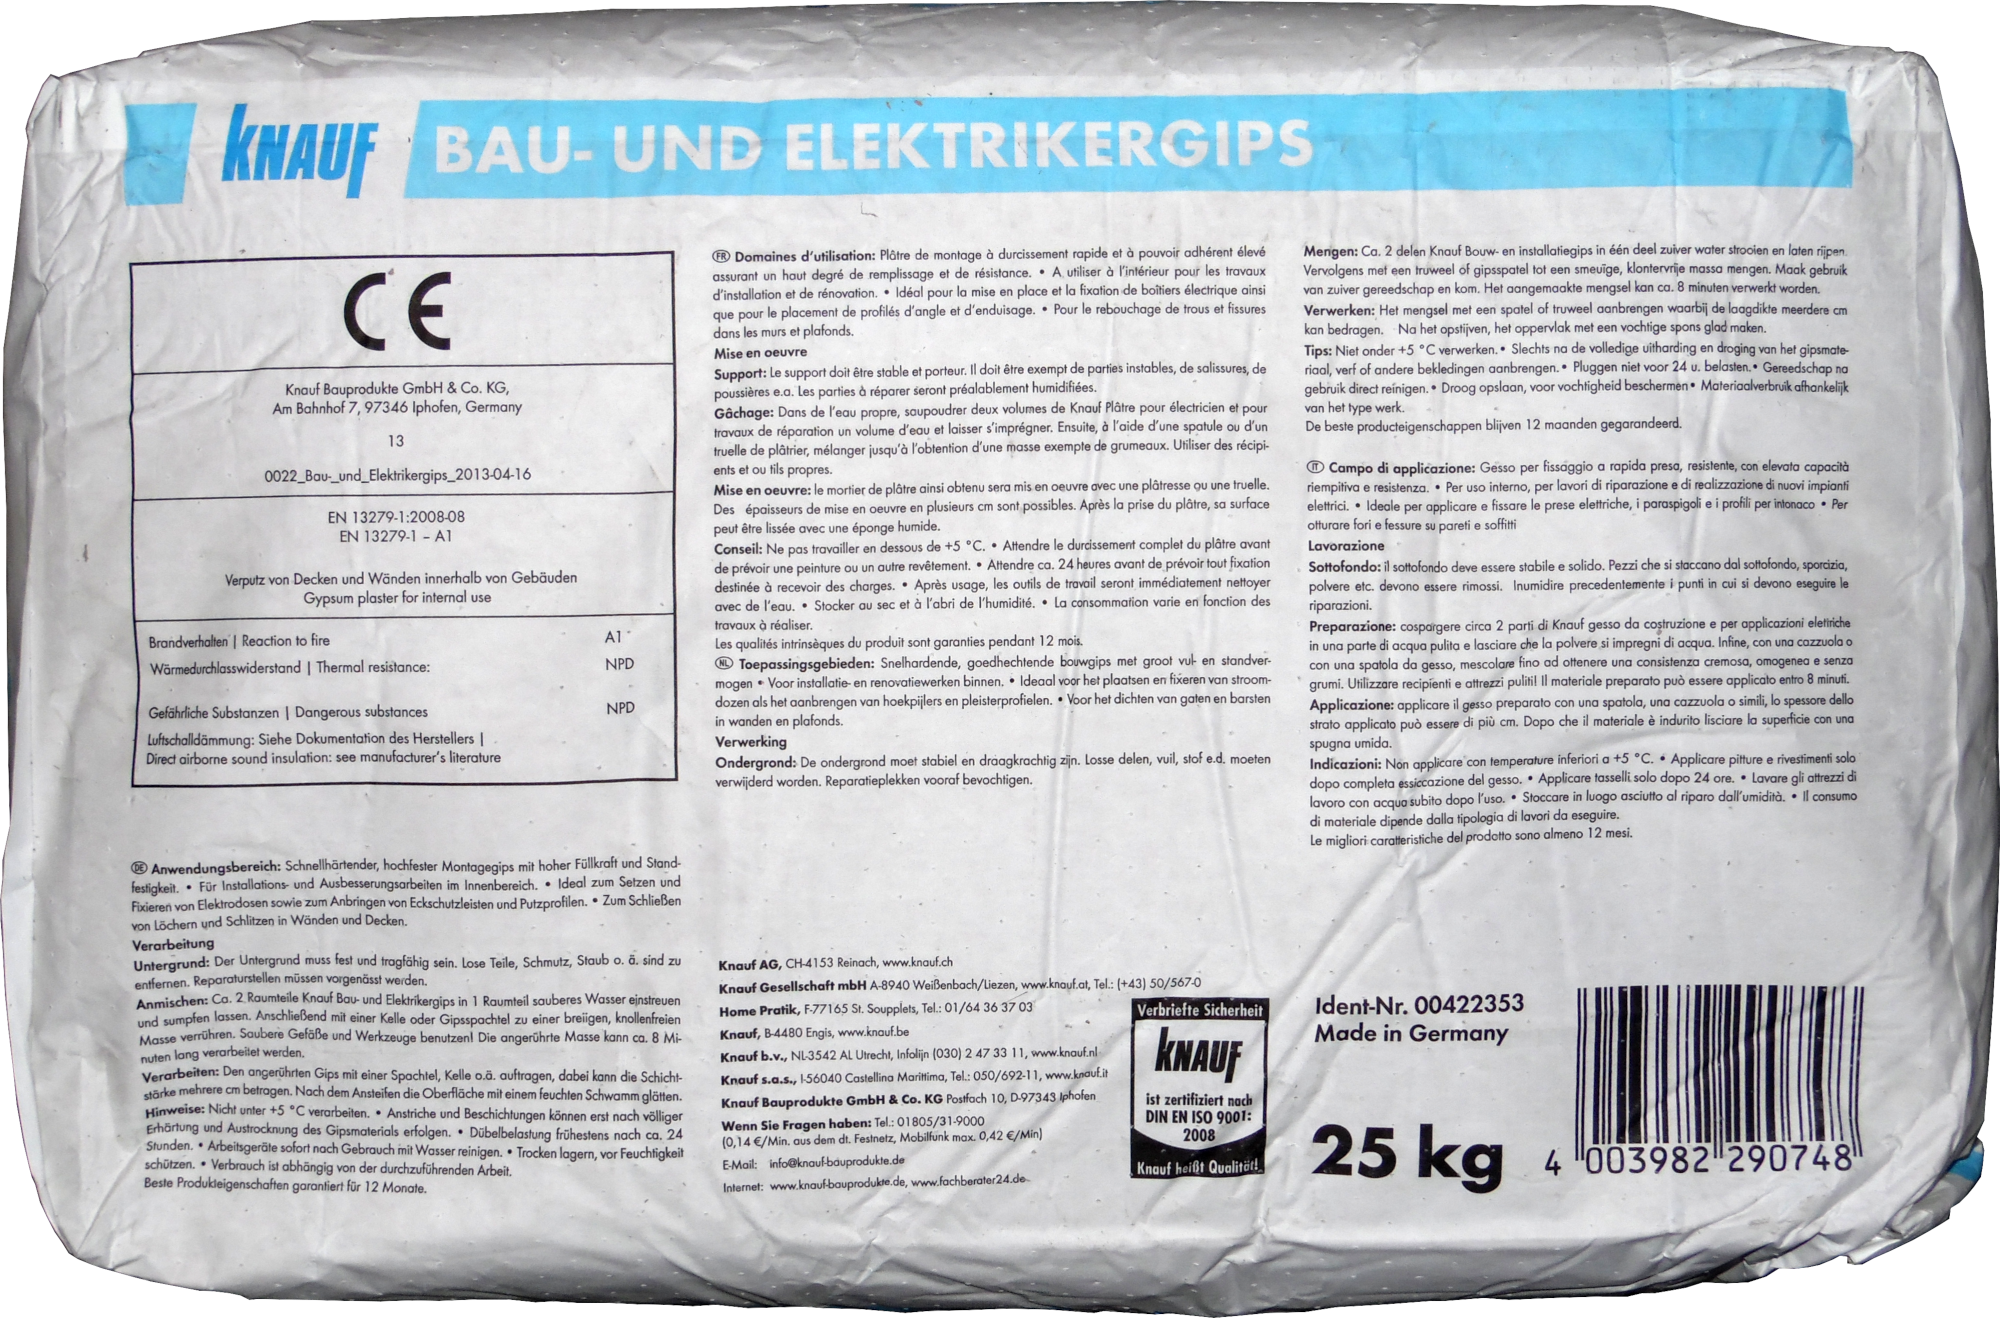 KNAUF BAU- UND ELEKTRIKERGIPS
CE
Knauf Bauprodukte GmbH & Co. KG,
Am Bahnhof 7, 97346 Iphofen, Germany
13
0022_Bau-_und_Elektrikergips_2013-04-16
EN 13279-1:2008-08
EN 13279-1 – A1
Verputz von Decken und Wänden innerhalb von Gebäuden
Gypsum plaster for internal use
Brandverhalten | Reaction to fire A1
Wärmedurchlasswiderstand | Thermal resistance: NPD
Gefährliche Substanzen | Dangerous substances NPD
Luftschalldämmung: Siehe Dokumentation des Herstellers |
Direct airborne sound insulation: see manufacturer's literature
DE Anwendungsbereich: Schnellhärtender, hochfester Montagegips mit hoher Füllkraft und Stand-
festigkeit. • Für Installations- und Ausbesserungsarbeiten im Innenbereich. • Ideal zum Setzen und
Fixieren von Elektrodosen sowie zum Anbringen von Eckschutzleisten und Putzprofilen. • Zum Schließen
von Löchern und Schlitzen in Wänden und Decken.
Verarbeitung
Untergrund: Der Untergrund muss fest und tragfähig sein. Lose Teile, Schmutz, Staub o. ä. sind zu
entfernen. Reparaturstellen müssen vorgenässt werden.
Anmischen: Ca. 2 Raumteile Knauf Bau- und Elektrikergips in 1 Raumteil sauberes Wasser einstreuen
und sumpfen lassen. Anschließend mit einer Kelle oder Gipsspachtel zu einer breiigen, knollenfreien
Masse verrühren. Saubere Gefäße und Werkzeuge benutzen! Die angerührte Masse kann ca. 8 Mi-
nuten lang verarbeitet werden.
Verarbeiten: Den angerührten Gips mit einer Spachtel, Kelle o.ä. auftragen, dabei kann die Schicht-
stärke mehrere cm betragen. Nach dem Ansteifen die Oberfläche mit einem feuchten Schwamm glätten.
Hinweise: Nicht unter +5 °C verarbeiten. • Anstriche und Beschichtungen können erst nach völliger
Erhärtung und Austrocknung des Gipsmaterials erfolgen. • Dübelbelastung frühestens nach ca. 24
Stunden. • Arbeitsgeräte sofort nach Gebrauch mit Wasser reinigen. • Trocken lagern, vor Feuchtigkeit
schützen. • Verbrauch ist abhängig von der durchzuführenden Arbeit.
Beste Produkteigenschaften garantiert für 12 Monate.
FR Domaines d'utilisation: Plâtre de montage à durcissement rapide et à pouvoir adhérent élevé
assurant un haut degré de remplissage et de résistance. • A utiliser à l'intérieur pour les travaux
d'installation et de rénovation. • Idéal pour la mise en place et la fixation de boîtiers électrique ainsi
que pour le placement de profilés d'angle et d'enduisage. • Pour le rebouchage de trous et fissures
dans les murs et plafonds.
Mise en oeuvre
Support: Le support doit être stable et porteur. Il doit être exempt de parties instables, de salissures, de
poussières e.a. Les parties à réparer seront préalablement humidifiées.
Gâchage: Dans de l'eau propre, saupoudrer deux volumes de Knauf Plâtre pour électricien et pour
travaux de réparation un volume d'eau et laisser s'imprégner. Ensuite, à l'aide d'une spatule ou d'un
truelle de plâtrier, mélanger jusqu'à l'obtention d'une masse exempte de grumeaux. Utiliser des récipi-
ents et ou tils propres.
Mise en oeuvre: le mortier de plâtre ainsi obtenu sera mis en oeuvre avec une plâtresse ou une truelle.
Des épaisseurs de mise en oeuvre en plusieurs cm sont possibles. Après la prise du plâtre, sa surface
peut être lissée avec une éponge humide.
Conseil: Ne pas travailler en dessous de +5 °C. • Attendre le durcissement complet du plâtre avant
de prévoir une peinture ou un autre revêtement. • Attendre ca. 24 heures avant de prévoir tout fixation
destinée à recevoir des charges. • Après usage, les outils de travail seront immédiatement nettoyer
avec de l'eau. • Stocker au sec et à l'abri de l'humidité. • La consommation varie en fonction des
travaux à réaliser.
Les qualités intrinsèques du produit sont garanties pendant 12 mois.
NL Toepassingsgebieden: Snelhardende, goedhechtende bouwgips met groot vul- en standver-
mogen • Voor installatie- en renovatiewerken binnen. • Ideaal voor het plaatsen en fixeren van stroom-
dozen als het aanbrengen van hoekpijlers en pleisterprofielen. • Voor het dichten van gaten en barsten
in wanden en plafonds.
Verwerking
Ondergrond: De ondergrond moet stabiel en draagkrachtig zijn. Losse delen, vuil, stof e.d. moeten
verwijderd worden. Reparatieplekken vooraf bevochtigen.
Knauf AG, CH-4153 Reinach, www.knauf.ch
Knauf Gesellschaft mbH A-8940 Weißenbach/Liezen, www.knauf.at, Tel.: (+43) 50/567-0
Home Pratik, F-77165 St. Soupplets, Tel.: 01/64 36 37 03
Knauf, B-4480 Engis, www.knauf.be
Knauf b.v., NL-3542 AL Utrecht, Infolijn (030) 2 47 33 11, www.knauf.nl
Knauf s.a.s., I-56040 Castellina Marittima, Tel.: 050/692-11, www.knauf.it
Knauf Bauprodukte GmbH & Co. KG Postfach 10, D-97343 Iphofen
Wenn Sie Fragen haben: Tel.: 01805/31-9000
(0,14 €/Min. aus dem dt. Festnetz, Mobilfunk max. 0,42 €/Min)
E-Mail: info@knauf-bauprodukte.de
Internet: www.knauf-bauprodukte.de, www.fachberater24.de
Verbriefte Sicherheit
KNAUF
ist zertifiziert nach
DIN EN ISO 9001:
2008
Knauf heißt Qualität!
Mengen: Ca. 2 delen Knauf Bouw- en installatiegips in één deel zuiver water strooien en laten rijpen.
Vervolgens met een truweel of gipsspatel tot een smeuïge, klontervrije massa mengen. Maak gebruik
van zuiver gereedschap en kom. Het aangemaakte mengsel kan ca. 8 minuten verwerkt worden.
Verwerken: Het mengsel met een spatel of truweel aanbrengen waarbij de laagdikte meerdere cm
kan bedragen. Na het opstijven, het oppervlak met een vochtige spons glad maken.
Tips: Niet onder +5 °C verwerken. • Slechts na de volledige uitharding en droging van het gipsmate-
riaal, verf of andere bekledingen aanbrengen. • Pluggen niet voor 24 u. belasten. • Gereedschap na
gebruik direct reinigen. • Droog opslaan, voor vochtigheid beschermen • Materiaalverbruik afhankelijk
van het type werk.
De beste producteigenschappen blijven 12 maanden gegarandeerd.
IT Campo di applicazione: Gesso per fissaggio a rapida presa, resistente, con elevata capacità
riempitiva e resistenza. • Per uso interno, per lavori di riparazione e di realizzazione di nuovi impianti
elettrici. • Ideale per applicare e fissare le prese elettriche, i paraspigoli e i profili per intonaco • Per
otturare fori e fessure su pareti e soffitti
Lavorazione
Sottofondo: il sottofondo deve essere stabile e solido. Pezzi che si staccano dal sottofondo, sporcizia,
polvere etc. devono essere rimossi. Inumidire precedentemente i punti in cui si devono eseguire le
riparazioni.
Preparazione: cospargere circa 2 parti di Knauf gesso da costruzione e per applicazioni elettriche
in una parte di acqua pulita e lasciare che la polvere si impregni di acqua. Infine, con una cazzuola o
con una spatola da gesso, mescolare fino ad ottenere una consistenza cremosa, omogenea e senza
grumi. Utilizzare recipienti e attrezzi puliti! Il materiale preparato può essere applicato entro 8 minuti.
Applicazione: applicare il gesso preparato con una spatola, una cazzuola o simili, lo spessore dello
strato applicato può essere di più cm. Dopo che il materiale è indurito lisciare la superficie con una
spugna umida.
Indicazioni: Non applicare con temperature inferiori a +5 °C. • Applicare pitture e rivestimenti solo
dopo completa essiccazione del gesso. • Applicare tasselli solo dopo 24 ore. • Lavare gli attrezzi di
lavoro con acqua subito dopo l'uso. • Stoccare in luogo asciutto al riparo dall'umidità. • Il consumo
di materiale dipende dalla tipologia di lavori da eseguire.
Le migliori caratteristiche del prodotto sono almeno 12 mesi.
Ident-Nr. 00422353
Made in Germany
25 kg
4 003982 290748